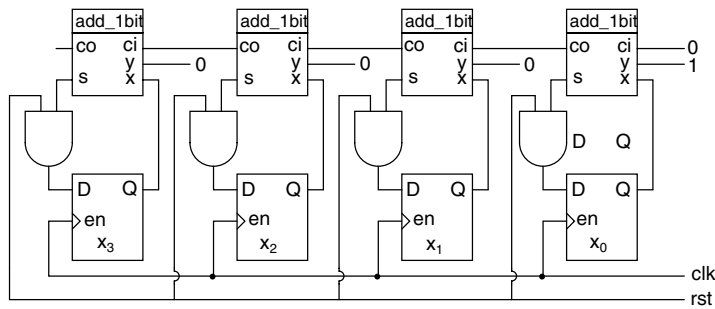 add_1bit add_1bit add_1bit add_1bit
co ci co ci co ci co ci 0
y 0 y 0 y 0 y 1
s x s x s x s x
D Q
D Q D Q D Q D Q
en en en en
x3 x2 x1 x0
clk
rst